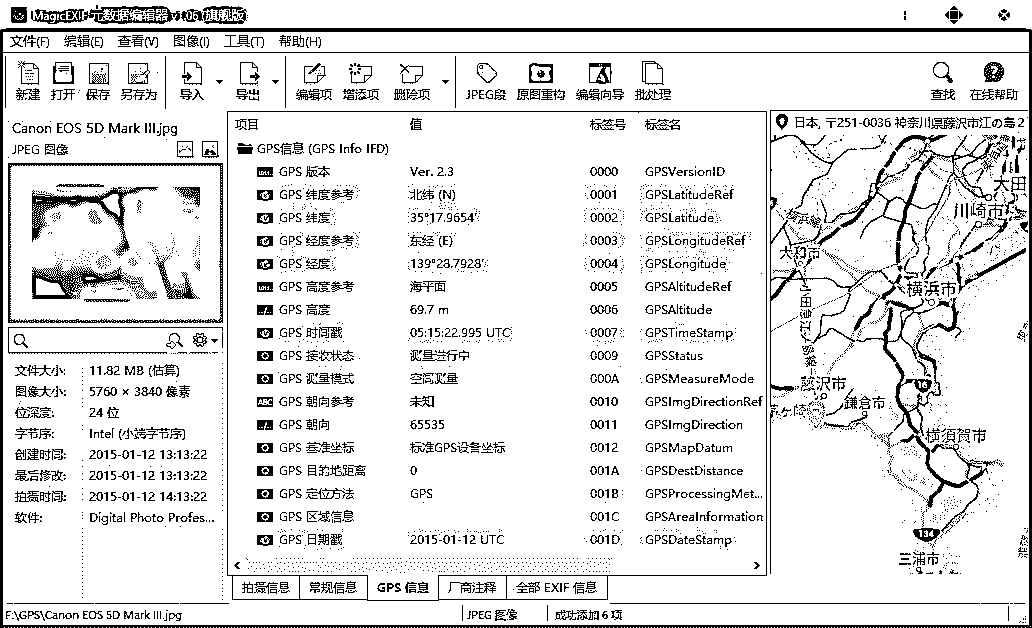 MagicEXIF 元数据编辑器 v1.06 (旗舰版)
文件(F) 编辑(E) 查看(V) 图像(I) 工具(T) 帮助(H)
新建 打开 保存 另存为 导入 导出 编辑项 增添项 删除项 JPEG段 原图重构 编辑向导 批处理 查找 在线帮助
Canon EOS 5D Mark III.jpg
JPEG 图像
文件大小: 11.82 MB (估算)
图像大小: 5760 × 3840 像素
位深度: 24 位
字节序: Intel (小端字节序)
创建时间: 2015-01-12 13:13:22
最后修改: 2015-01-12 13:13:22
拍摄时间: 2015-01-12 14:13:22
软件: Digital Photo Profes...
项目 值 标签号 标签名
GPS信息 (GPS Info IFD)
GPS 版本 Ver. 2.3 0000 GPSVersionID
GPS 纬度参考 北纬 (N) 0001 GPSLatitudeRef
GPS 纬度 35°17.9654' 0002 GPSLatitude
GPS 经度参考 东经 (E) 0003 GPSLongitudeRef
GPS 经度 139°28.7928' 0004 GPSLongitude
GPS 高度参考 海平面 0005 GPSAltitudeRef
GPS 高度 69.7 m 0006 GPSAltitude
GPS 时间戳 05:15:22.995 UTC 0007 GPSTimeStamp
GPS 接收状态 测量进行中 0009 GPSStatus
GPS 测量模式 空间测量 000A GPSMeasureMode
GPS 朝向参考 未知 0010 GPSImgDirectionRef
GPS 朝向 65535 0011 GPSImgDirection
GPS 基准坐标 标准GPS设备坐标 0012 GPSMapDatum
GPS 目的地距离 0 001A GPSDestDistance
GPS 定位方法 GPS 001B GPSProcessingMet...
GPS 区域信息 001C GPSAreaInformation
GPS 日期戳 2015-01-12 UTC 001D GPSDateStamp
拍摄信息 常规信息 GPS 信息 厂商注释 全部 EXIF 信息
日本, 〒251-0036 神奈川県藤沢市江の島2
大田
川崎市
大和市
横浜市
藤沢市
16
茅ヶ崎
鎌倉市
横須賀市
134
三浦市
F:\GPS\Canon EOS 5D Mark III.jpg JPEG 图像 成功添加 6 项